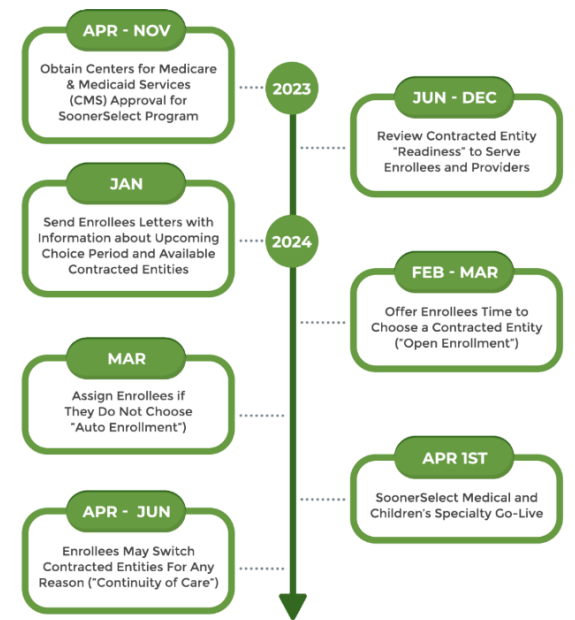 APR - NOV
Obtain Centers for Medicare
& Medicaid Services
(CMS) Approval for
SoonerSelect Program
2023
JUN - DEC
Review Contracted Entity
"Readiness" to Serve
Enrollees and Providers
JAN
Send Enrollees Letters with
Information about Upcoming
Choice Period and Available
Contracted Entities
2024
FEB - MAR
Offer Enrollees Time to
Choose a Contracted Entity
("Open Enrollment")
MAR
Assign Enrollees if
They Do Not Choose
"Auto Enrollment")
APR 1ST
SoonerSelect Medical and
Children's Specialty Go-Live
APR - JUN
Enrollees May Switch
Contracted Entities For Any
Reason ("Continuity of Care")